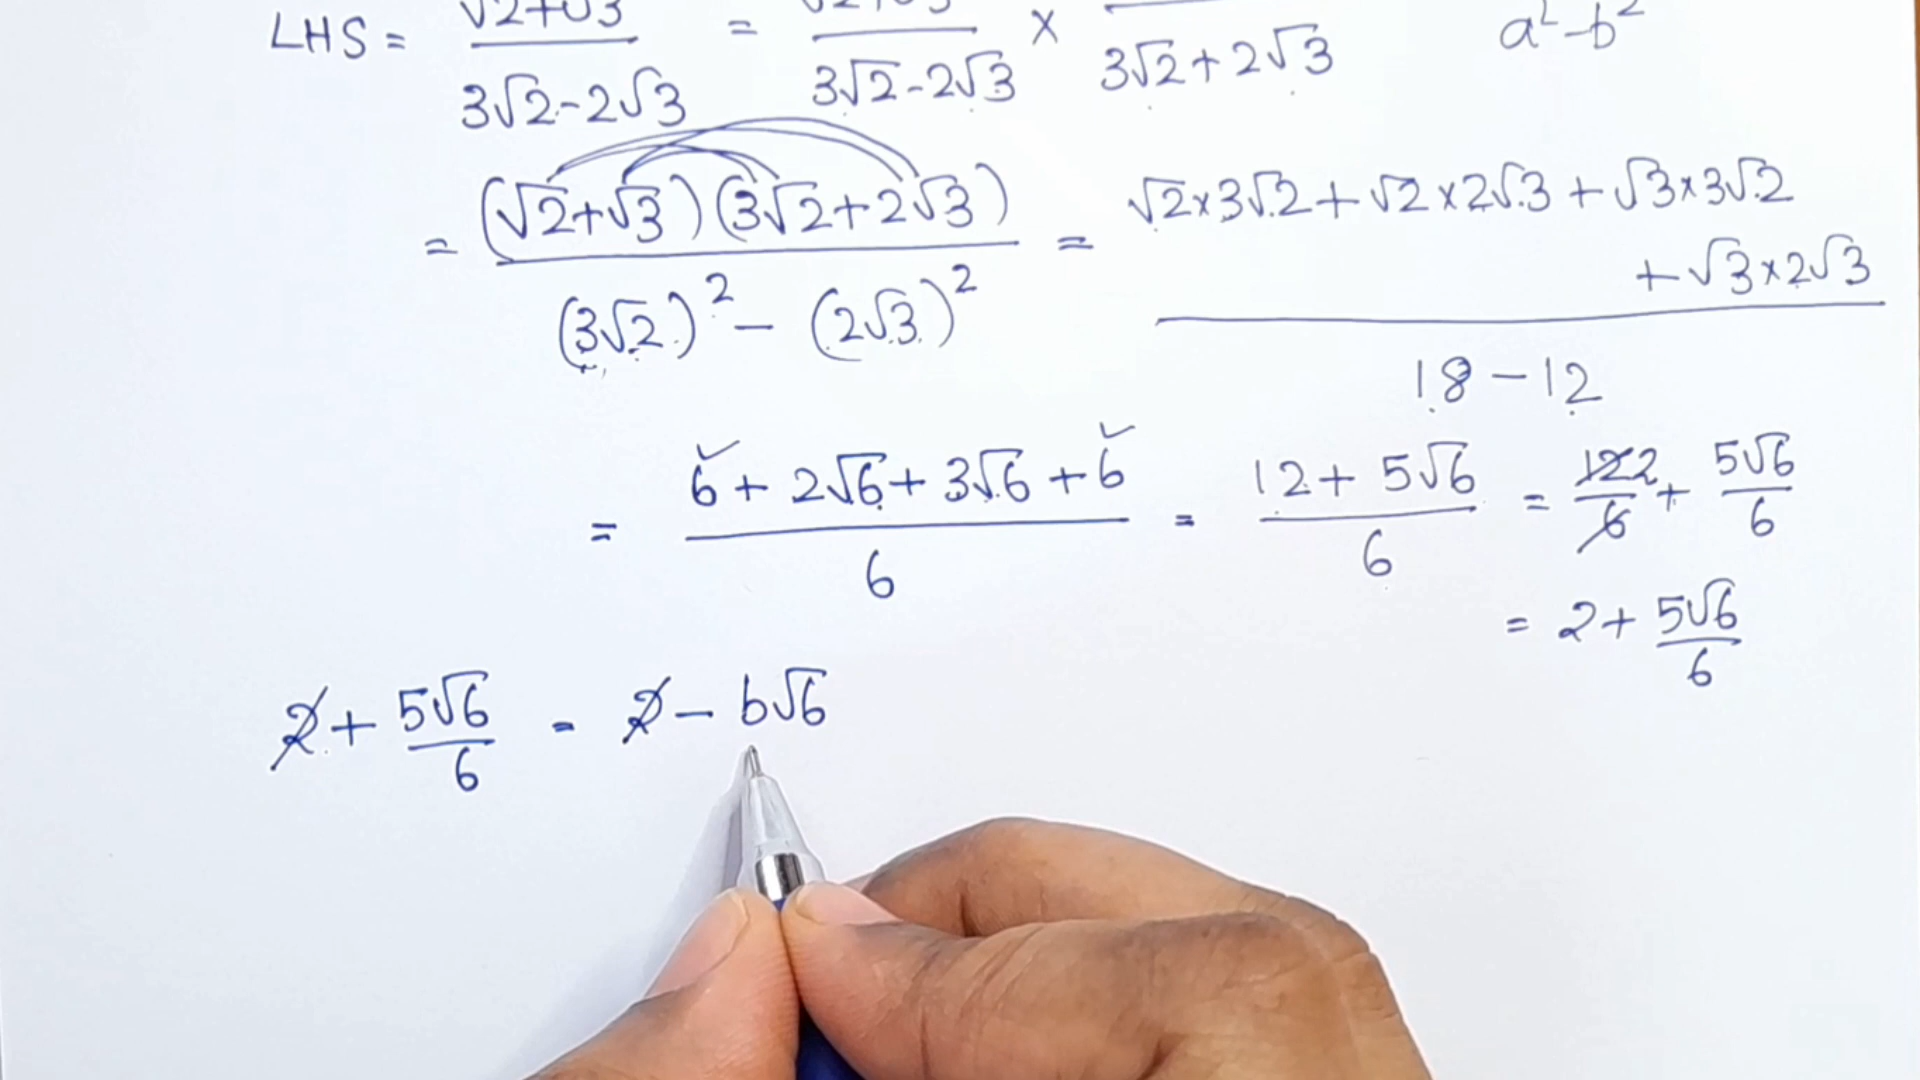 LHS = √2+√3 / 3√2-2√3 = √2+√3 / 3√2-2√3 × / 3√2+2√3 a²-b²
= (√2+√3)(3√2+2√3) / (3√2)² - (2√3)² = √2×3√2+√2×2√3+√3×3√2
+√3×2√3 / 18-12
= 6+2√6+3√6+6 / 6 = 12+5√6 / 6 = 12 2 / 6 + 5√6 / 6
= 2+ 5√6 / 6
2+ 5√6 / 6 = 2-b√6